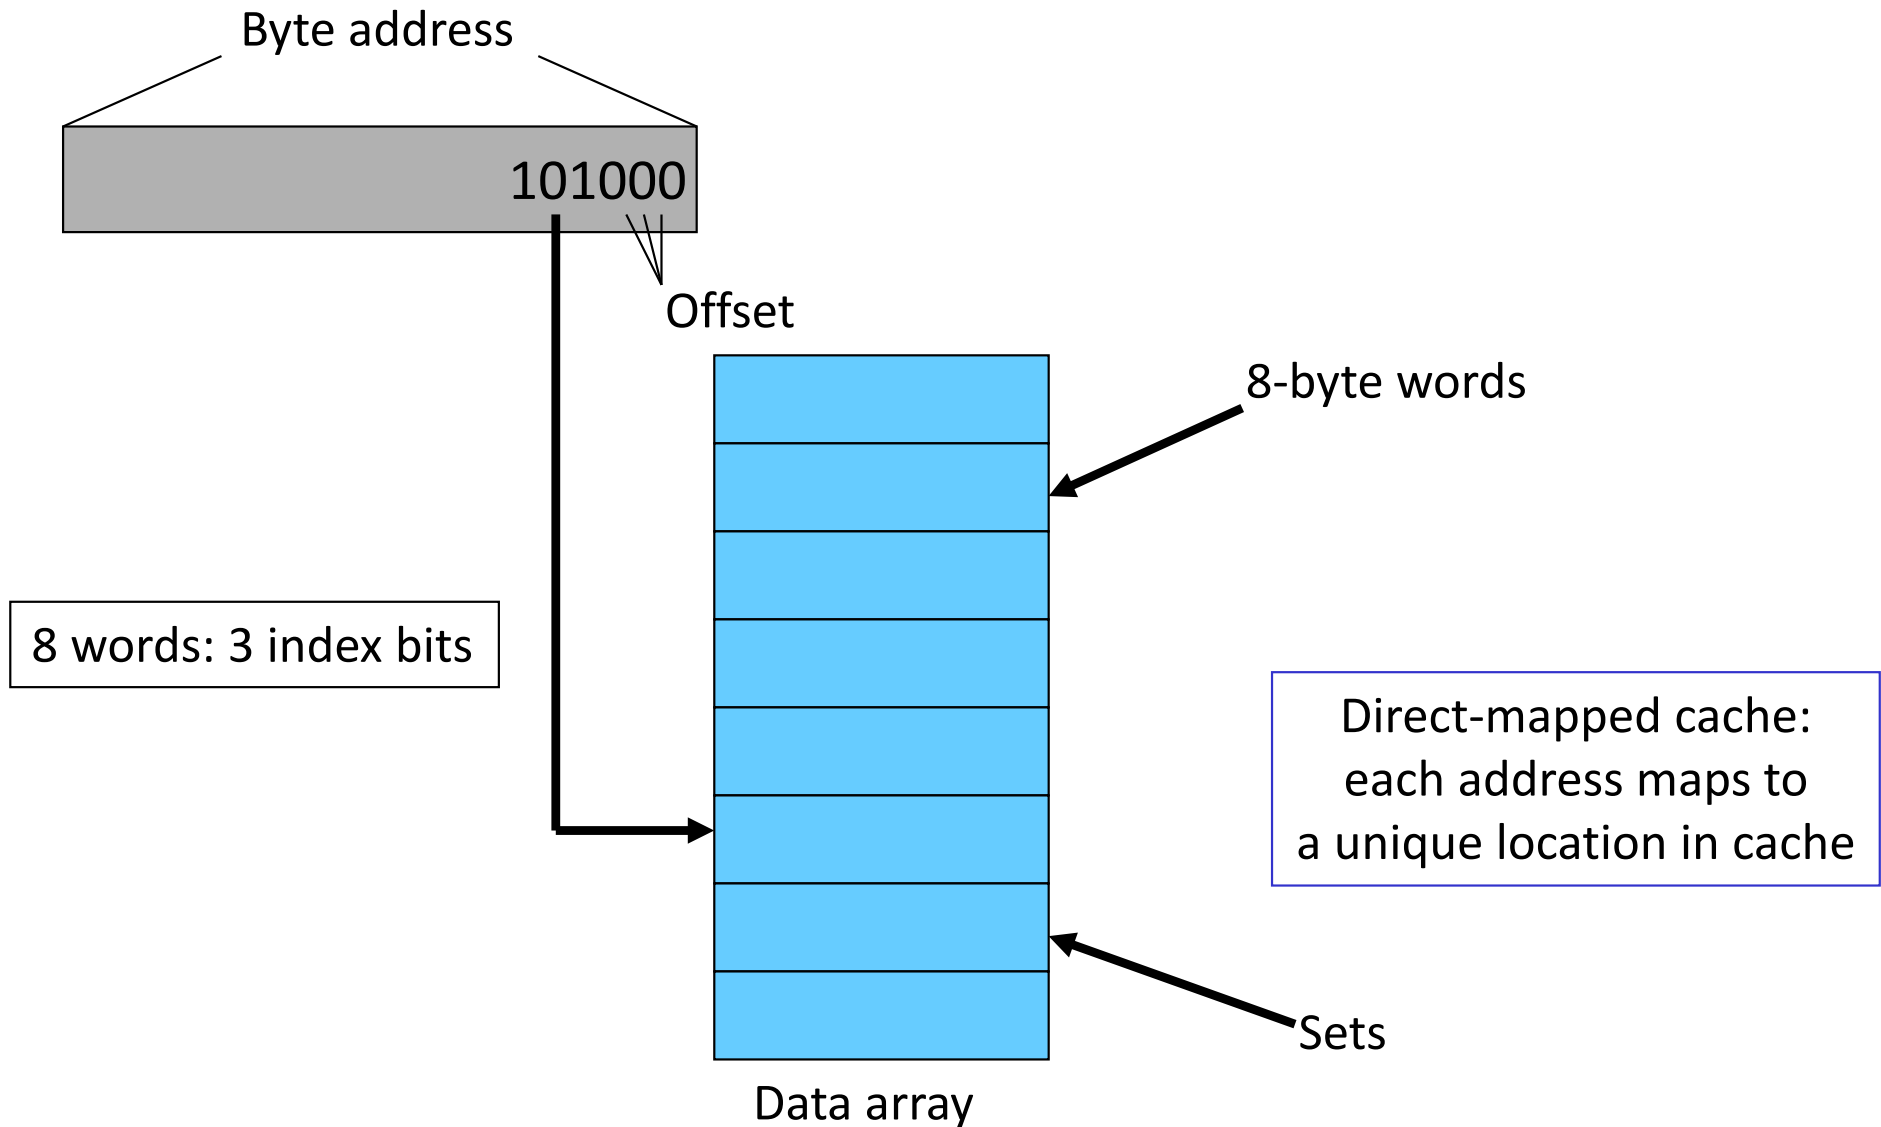 Byte address
101000
Offset
8-byte words
8 words: 3 index bits
Direct-mapped cache:
each address maps to
a unique location in cache
Sets
Data array